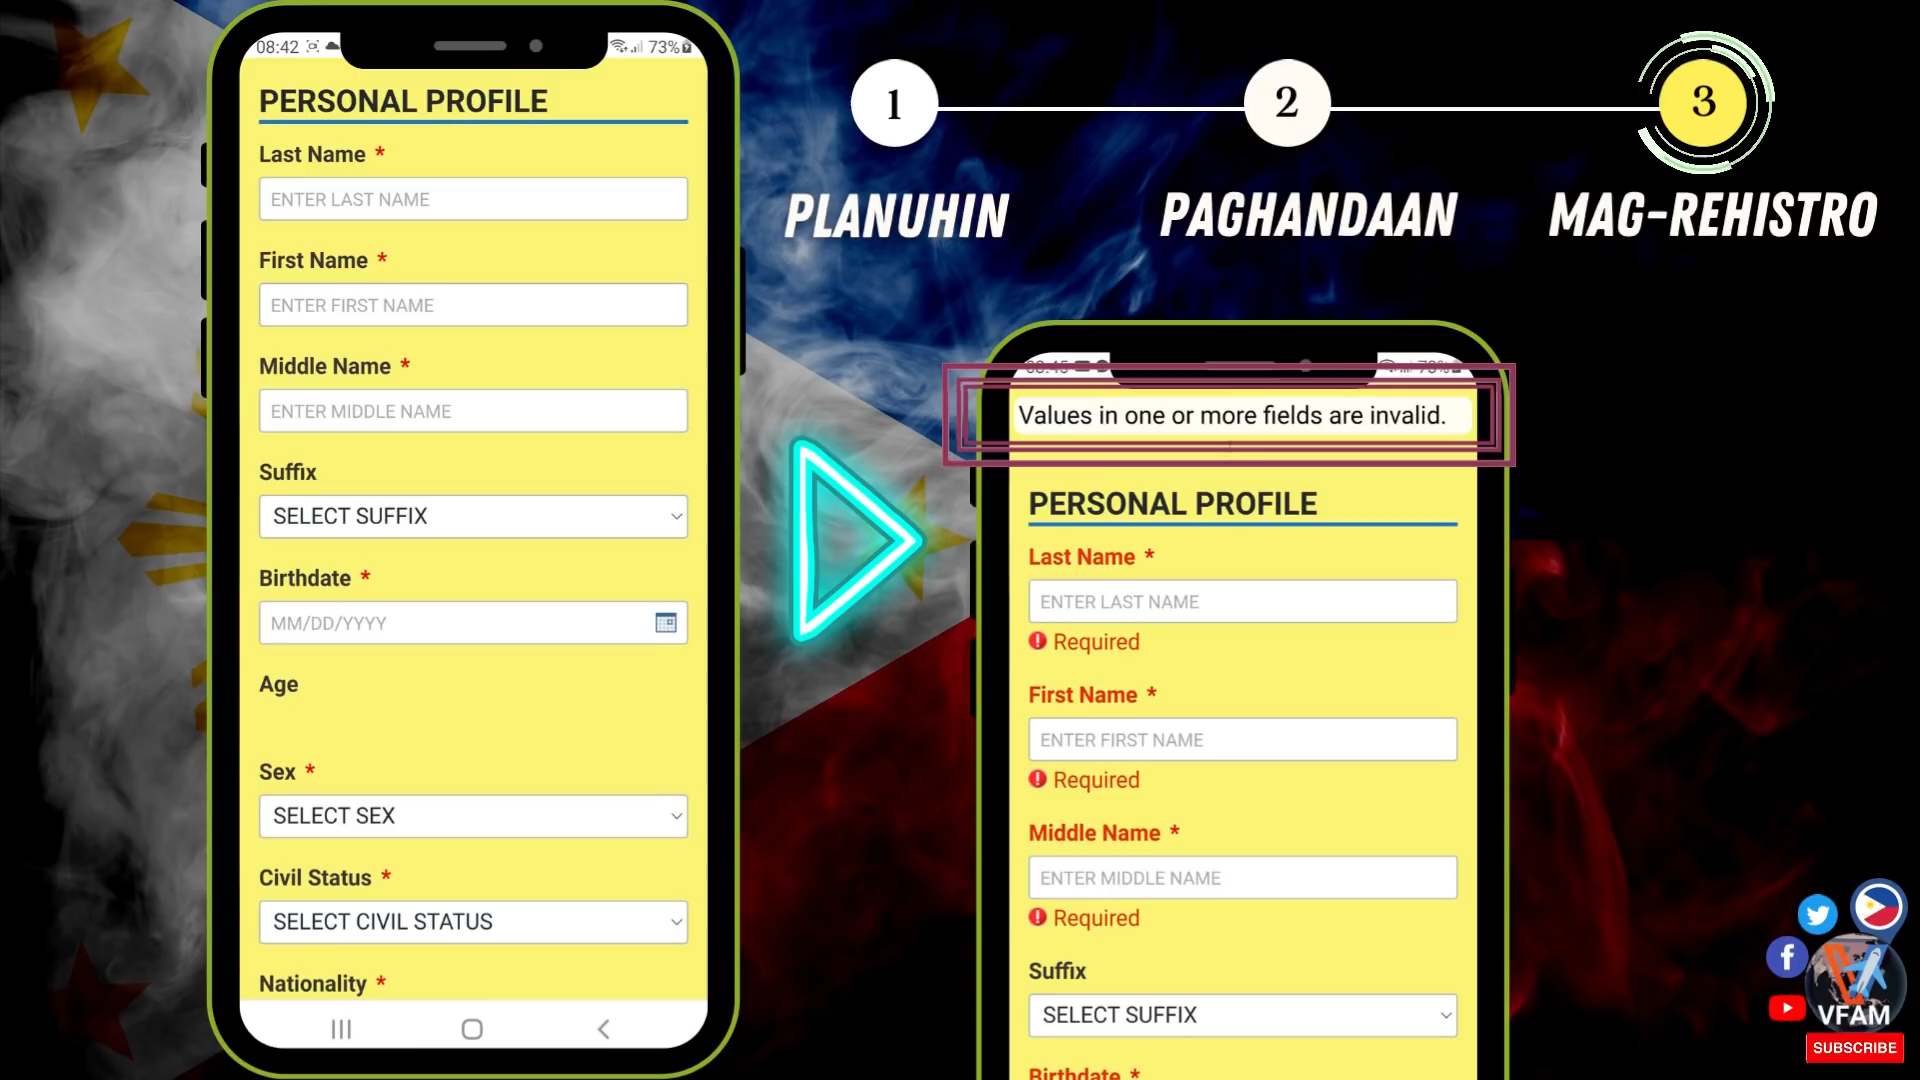 08:42
73%
PERSONAL PROFILE
Last Name *
ENTER LAST NAME
First Name *
ENTER FIRST NAME
Middle Name *
ENTER MIDDLE NAME
Suffix
SELECT SUFFIX
Birthdate *
MM/DD/YYYY
Age
Sex *
SELECT SEX
Civil Status *
SELECT CIVIL STATUS
Nationality *
1
2
3
PLANUHIN
PAGHANDAAN
MAG-REHISTRO
Values in one or more fields are invalid.
PERSONAL PROFILE
Last Name *
ENTER LAST NAME
Required
First Name *
ENTER FIRST NAME
Required
Middle Name *
ENTER MIDDLE NAME
Required
Suffix
SELECT SUFFIX
Birthdate *
VFAM
SUBSCRIBE